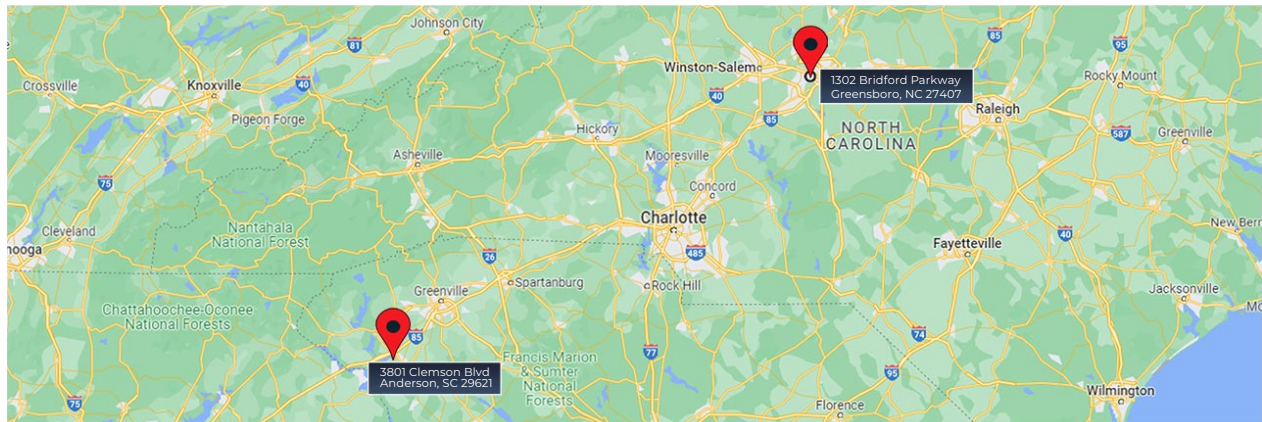 Johnson City
81
95
85
Crossville
Knoxville
40
Winston-Salem
1302 Bridford Parkway
Greensboro, NC 27407
Rocky Mount
40
Pigeon Forge
85
Raleigh
Hickory
NORTH
CAROLINA
587
Greenville
Asheville
Mooresville
75
Concord
Charlotte
Nantahala
National Forest
Cleveland
nooga
26
485
Fayetteville
40
New Bern
Spartanburg
Rock Hill
Greenville
Jacksonville
Chattahoochee-Oconee
National Forests
85
74
Mo
77
3801 Clemson Blvd
Anderson, SC 29621
Francis Marion
& Sumter
National
Forests
95
75
Florence
Wilmington